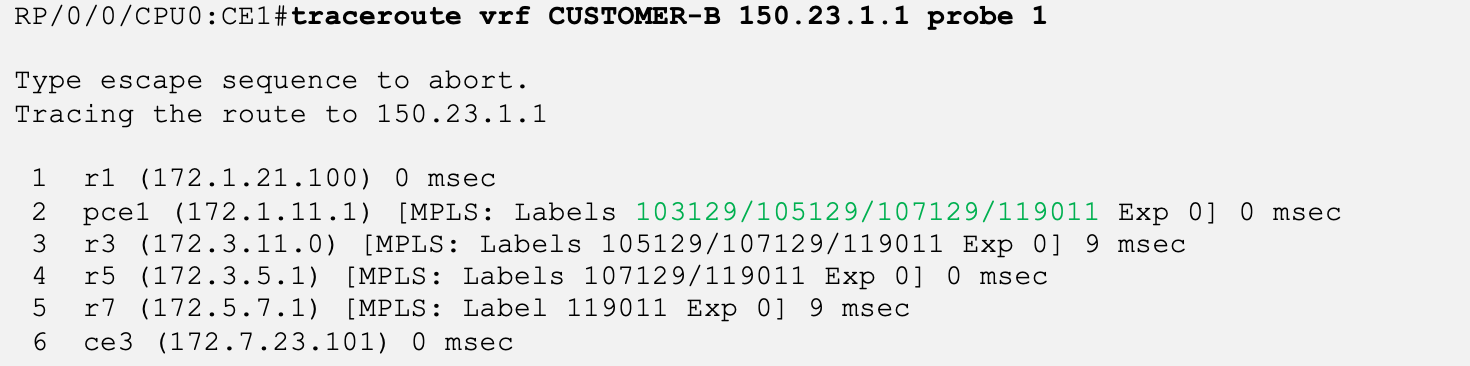 RP/0/0/CPU0:CE1#traceroute vrf CUSTOMER-B 150.23.1.1 probe 1
Type escape sequence to abort.
Tracing the route to 150.23.1.1
1 r1 (172.1.21.100) 0 msec
2 pce1 (172.1.11.1) [MPLS: Labels 103129/105129/107129/119011 Exp 0] 0 msec
3 r3 (172.3.11.0) [MPLS: Labels 105129/107129/119011 Exp 0] 9 msec
4 r5 (172.3.5.1) [MPLS: Labels 107129/119011 Exp 0] 0 msec
5 r7 (172.5.7.1) [MPLS: Label 119011 Exp 0] 9 msec
6 ce3 (172.7.23.101) 0 msec